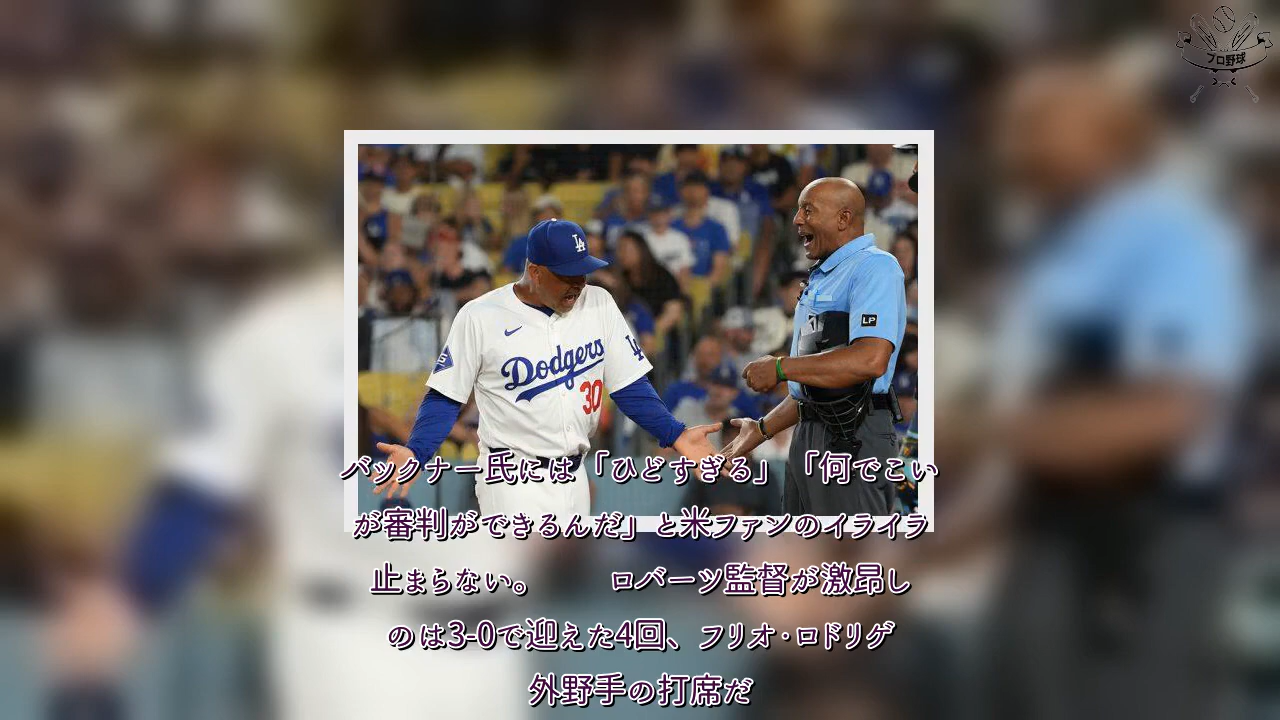 プロ野球
LA
LP
Dodgers
LA
30
バックナー氏には「ひどすぎる」「何でこい
が審判ができるんだ」と米ファンのイライラ
止まらない。　　ロバーツ監督が激昂し
のは3-0で迎えた4回、フリオ・ロドリゲ
外野手の打席だ